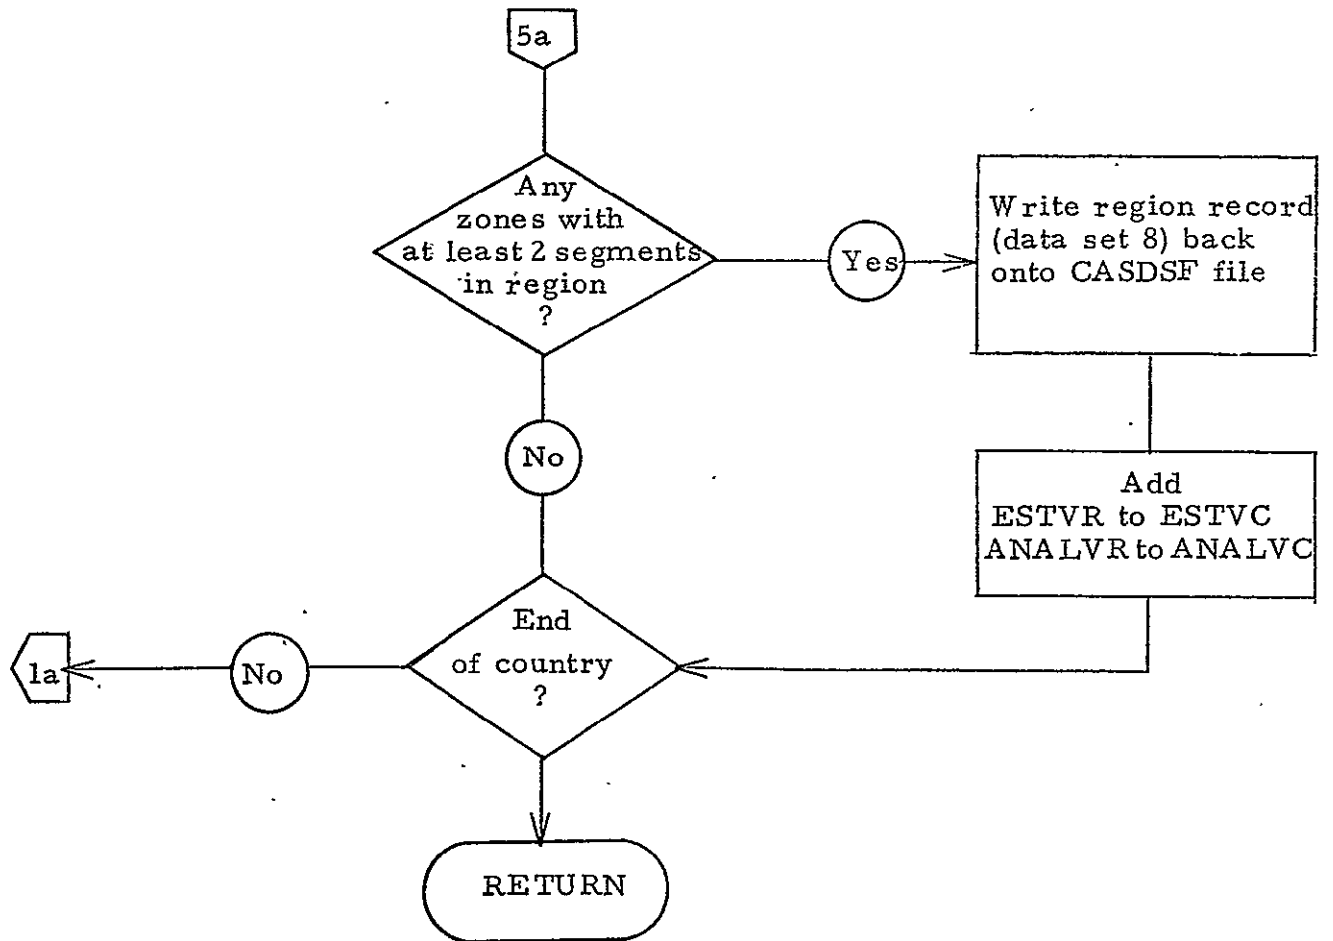 5a
Any
zones with
at least 2 segments
in region
?
Yes
Write region record
(data set 8) back
onto CASDSF file
No
Add
ESTVR to ESTVC
ANALVR to ANALVC
End
of country
?
No
1a
RETURN